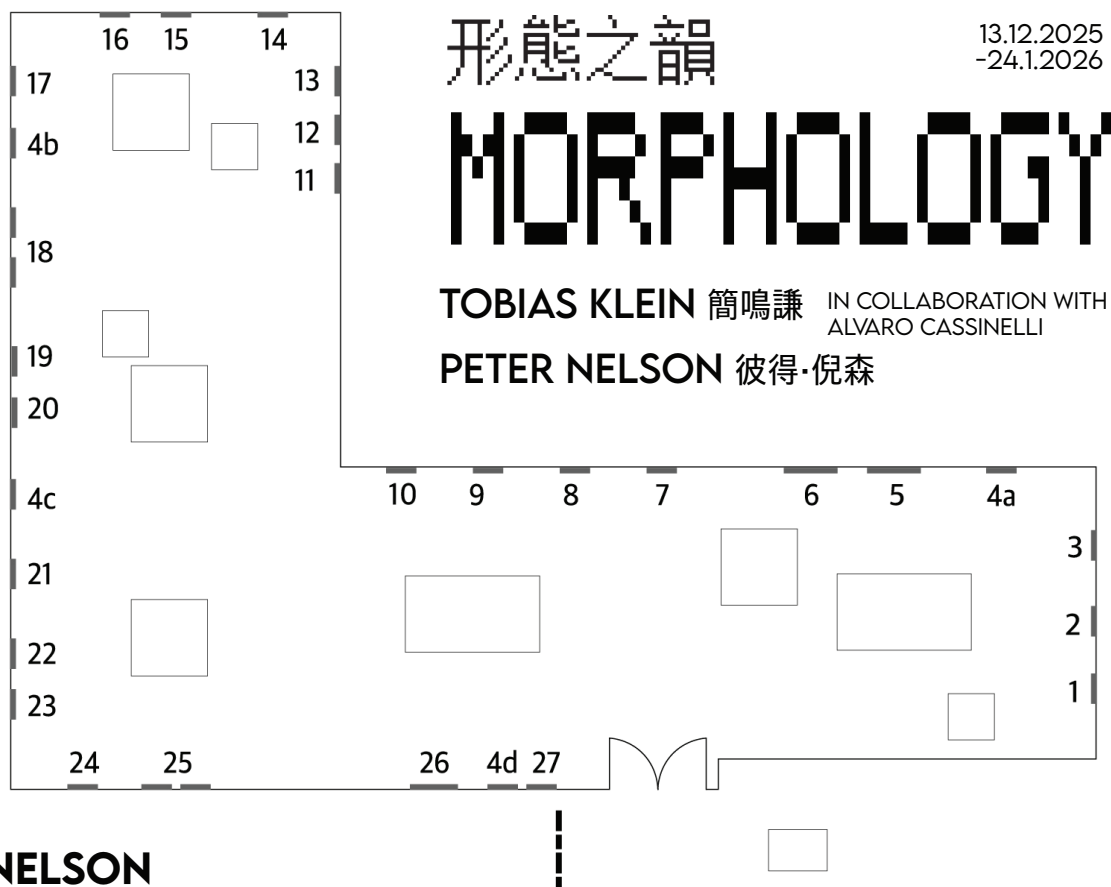 形態之韻
13.12.2025
-24.1.2026
MORPHOLOGY
TOBIAS KLEIN 簡鳴謙 IN COLLABORATION WITH
ALVARO CASSINELLI
PETER NELSON 彼得·倪森
16 15 14
17
13
4b
12
11
18
19
20
10 9 8 7 6 5 4a
4c
3
21
2
22
1
23
24 25 26 4d 27
NELSON